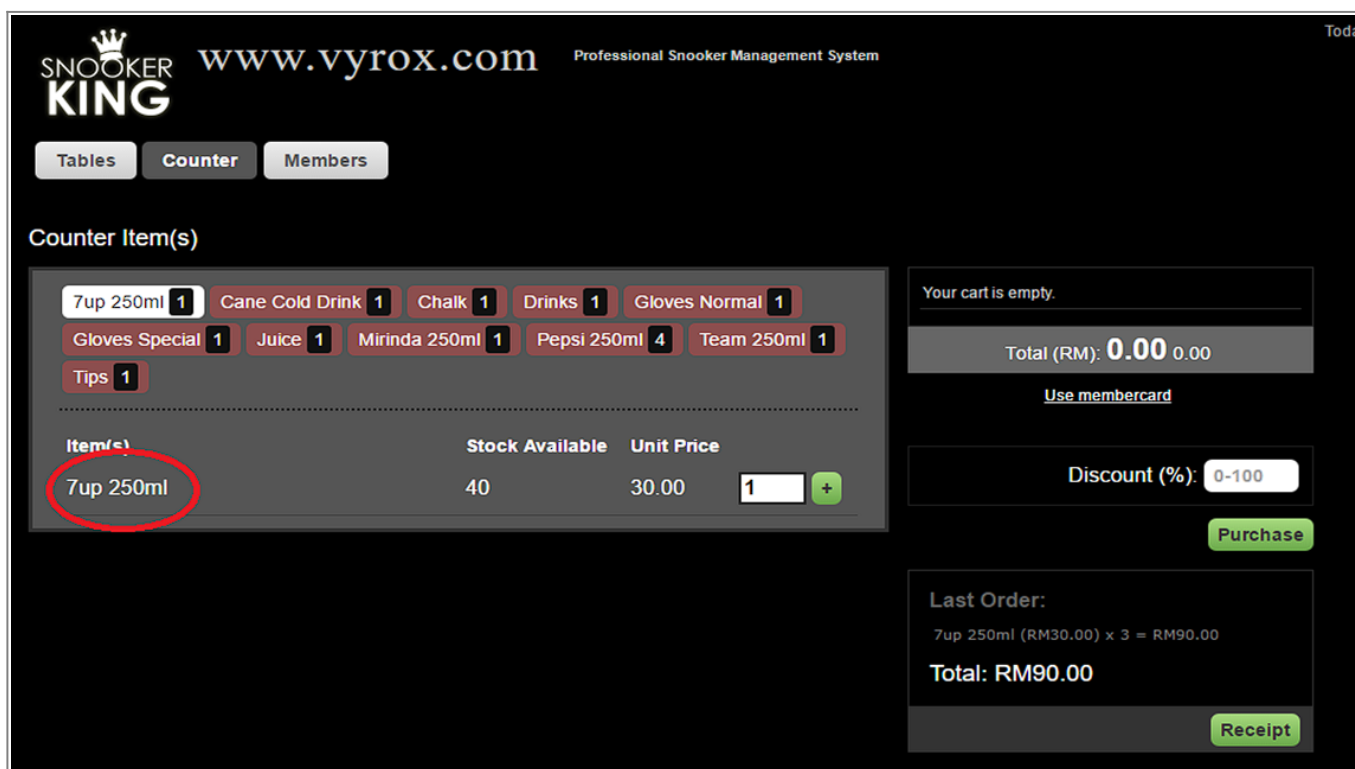 Toda
SNOOKER
KING
www.vyrox.com
Professional Snooker Management System
Tables Counter Members
Counter Item(s)
7up 250ml 1 Cane Cold Drink 1 Chalk 1 Drinks 1 Gloves Normal 1
Gloves Special 1 Juice 1 Mirinda 250ml 1 Pepsi 250ml 4 Team 250ml 1
Tips 1
Item(s) Stock Available Unit Price
7up 250ml 40 30.00 1 +
Your cart is empty.
Total (RM): 0.00 0.00
Use membercard
Discount (%): 0-100
Purchase
Last Order:
7up 250ml (RM30.00) x 3 = RM90.00
Total: RM90.00
Receipt